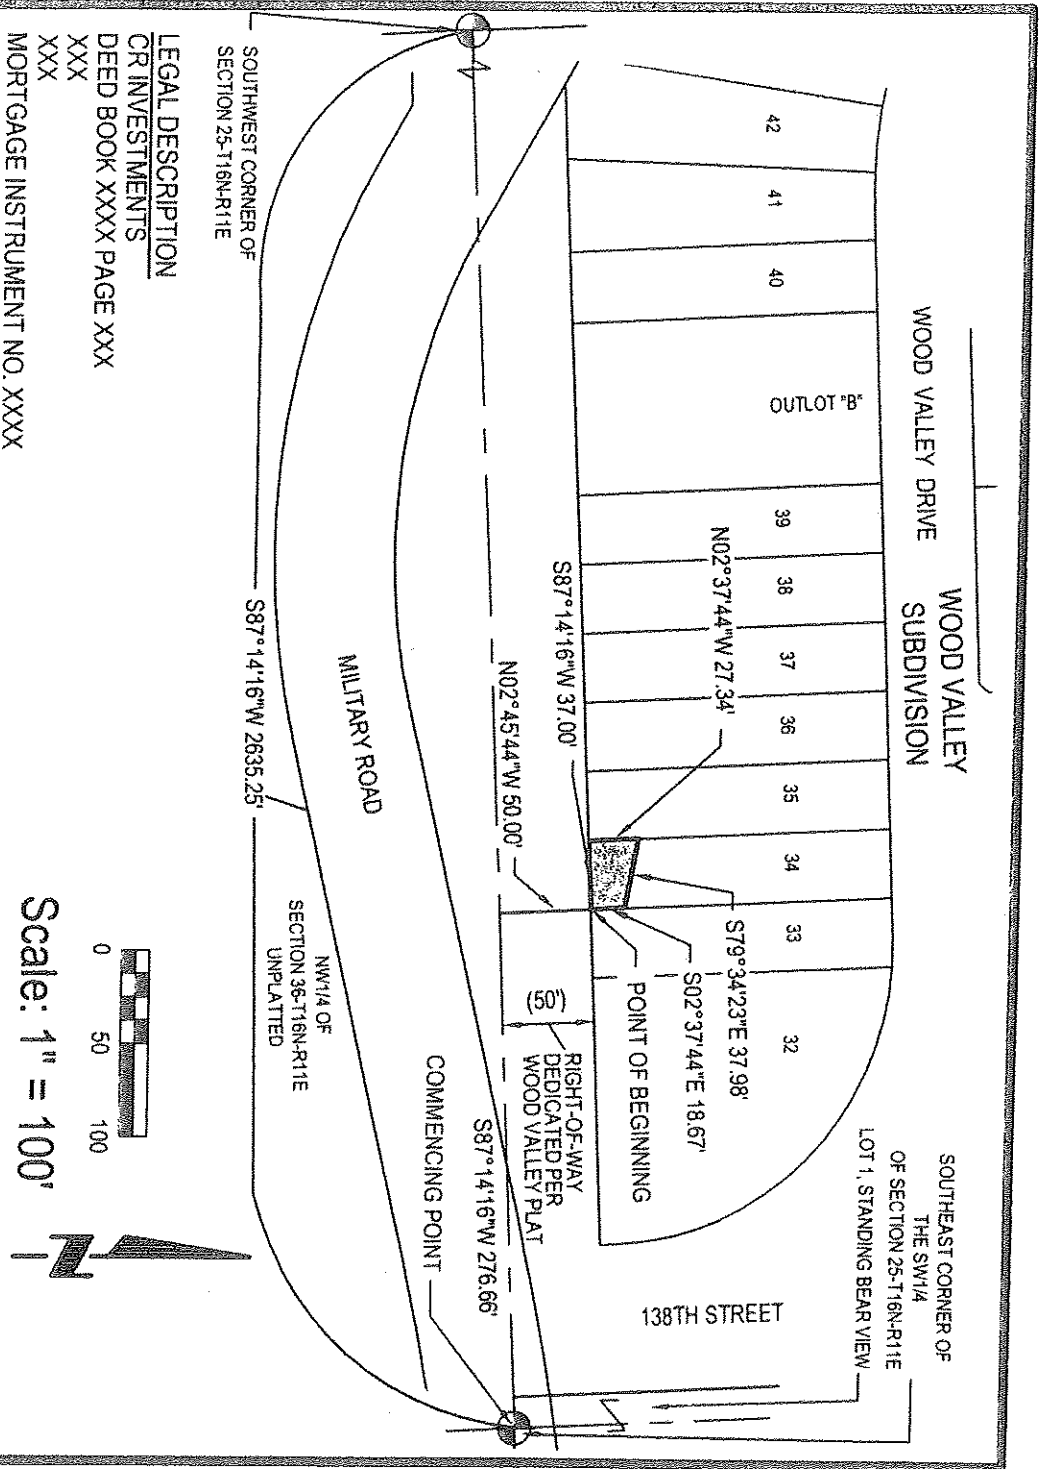 WOOD VALLEY
SUBDIVISION
WOOD VALLEY DRIVE
SOUTHEAST CORNER OF
THE SW1/4
OF SECTION 25-T16N-R11E
LOT 1, STANDING BEAR VIEW
42
41
40
OUTLOT "B"
39
38
37
36
35
34
33
32
N02°37'44"W 27.34'
S79°34'23"E 37.98'
S02°37'44"E 18.67'
POINT OF BEGINNING
138TH STREET
S87°14'16"W 37.00'
N02°45'44"W 50.00'
(50')
RIGHT-OF-WAY
DEDICATED PER
WOOD VALLEY PLAT
S87°14'16"W 276.66'
COMMENCING POINT
MILITARY ROAD
NW1/4 OF
SECTION 36-T16N-R11E
UNPLATTED
S87°14'16"W 2635.25'
SOUTHWEST CORNER OF
SECTION 25-T16N-R11E
LEGAL DESCRIPTION
CR INVESTMENTS
DEED BOOK XXXX PAGE XXX
XXX
XXX
MORTGAGE INSTRUMENT NO. XXXX
0 50 100
Scale: 1" = 100'
N